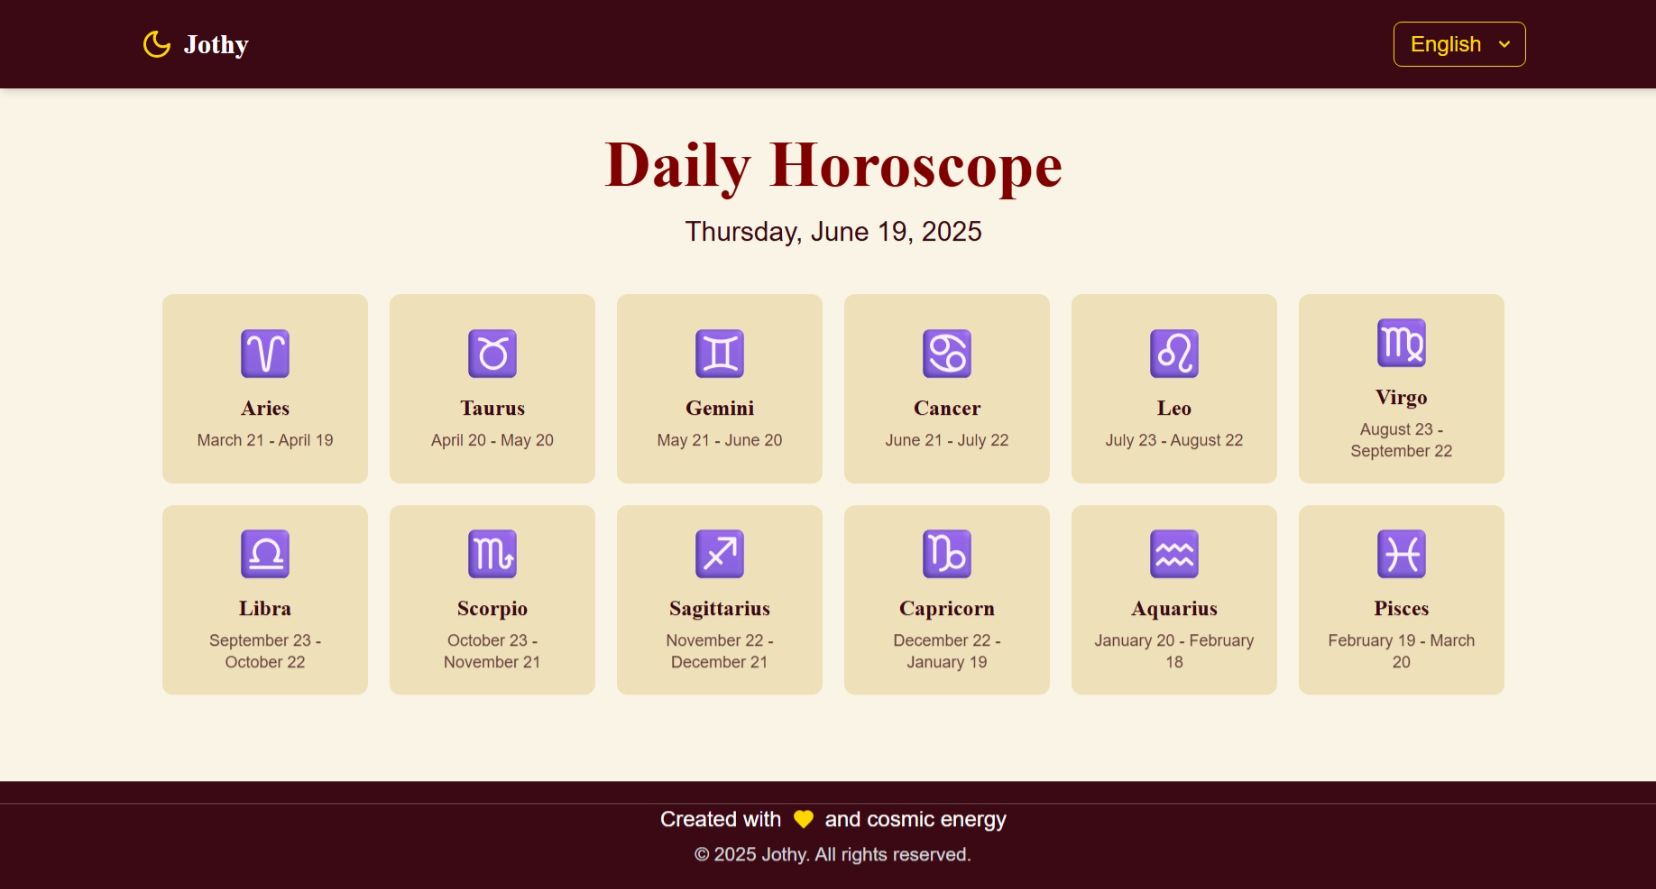 Jothy
English
Daily Horoscope
Thursday, June 19, 2025
Aries
March 21 - April 19
Taurus
April 20 - May 20
Gemini
May 21 - June 20
Cancer
June 21 - July 22
Leo
July 23 - August 22
Virgo
August 23 -
September 22
Libra
September 23 -
October 22
Scorpio
October 23 -
November 21
Sagittarius
November 22 -
December 21
Capricorn
December 22 -
January 19
Aquarius
January 20 - February
18
Pisces
February 19 - March
20
Created with 💛 and cosmic energy
© 2025 Jothy. All rights reserved.